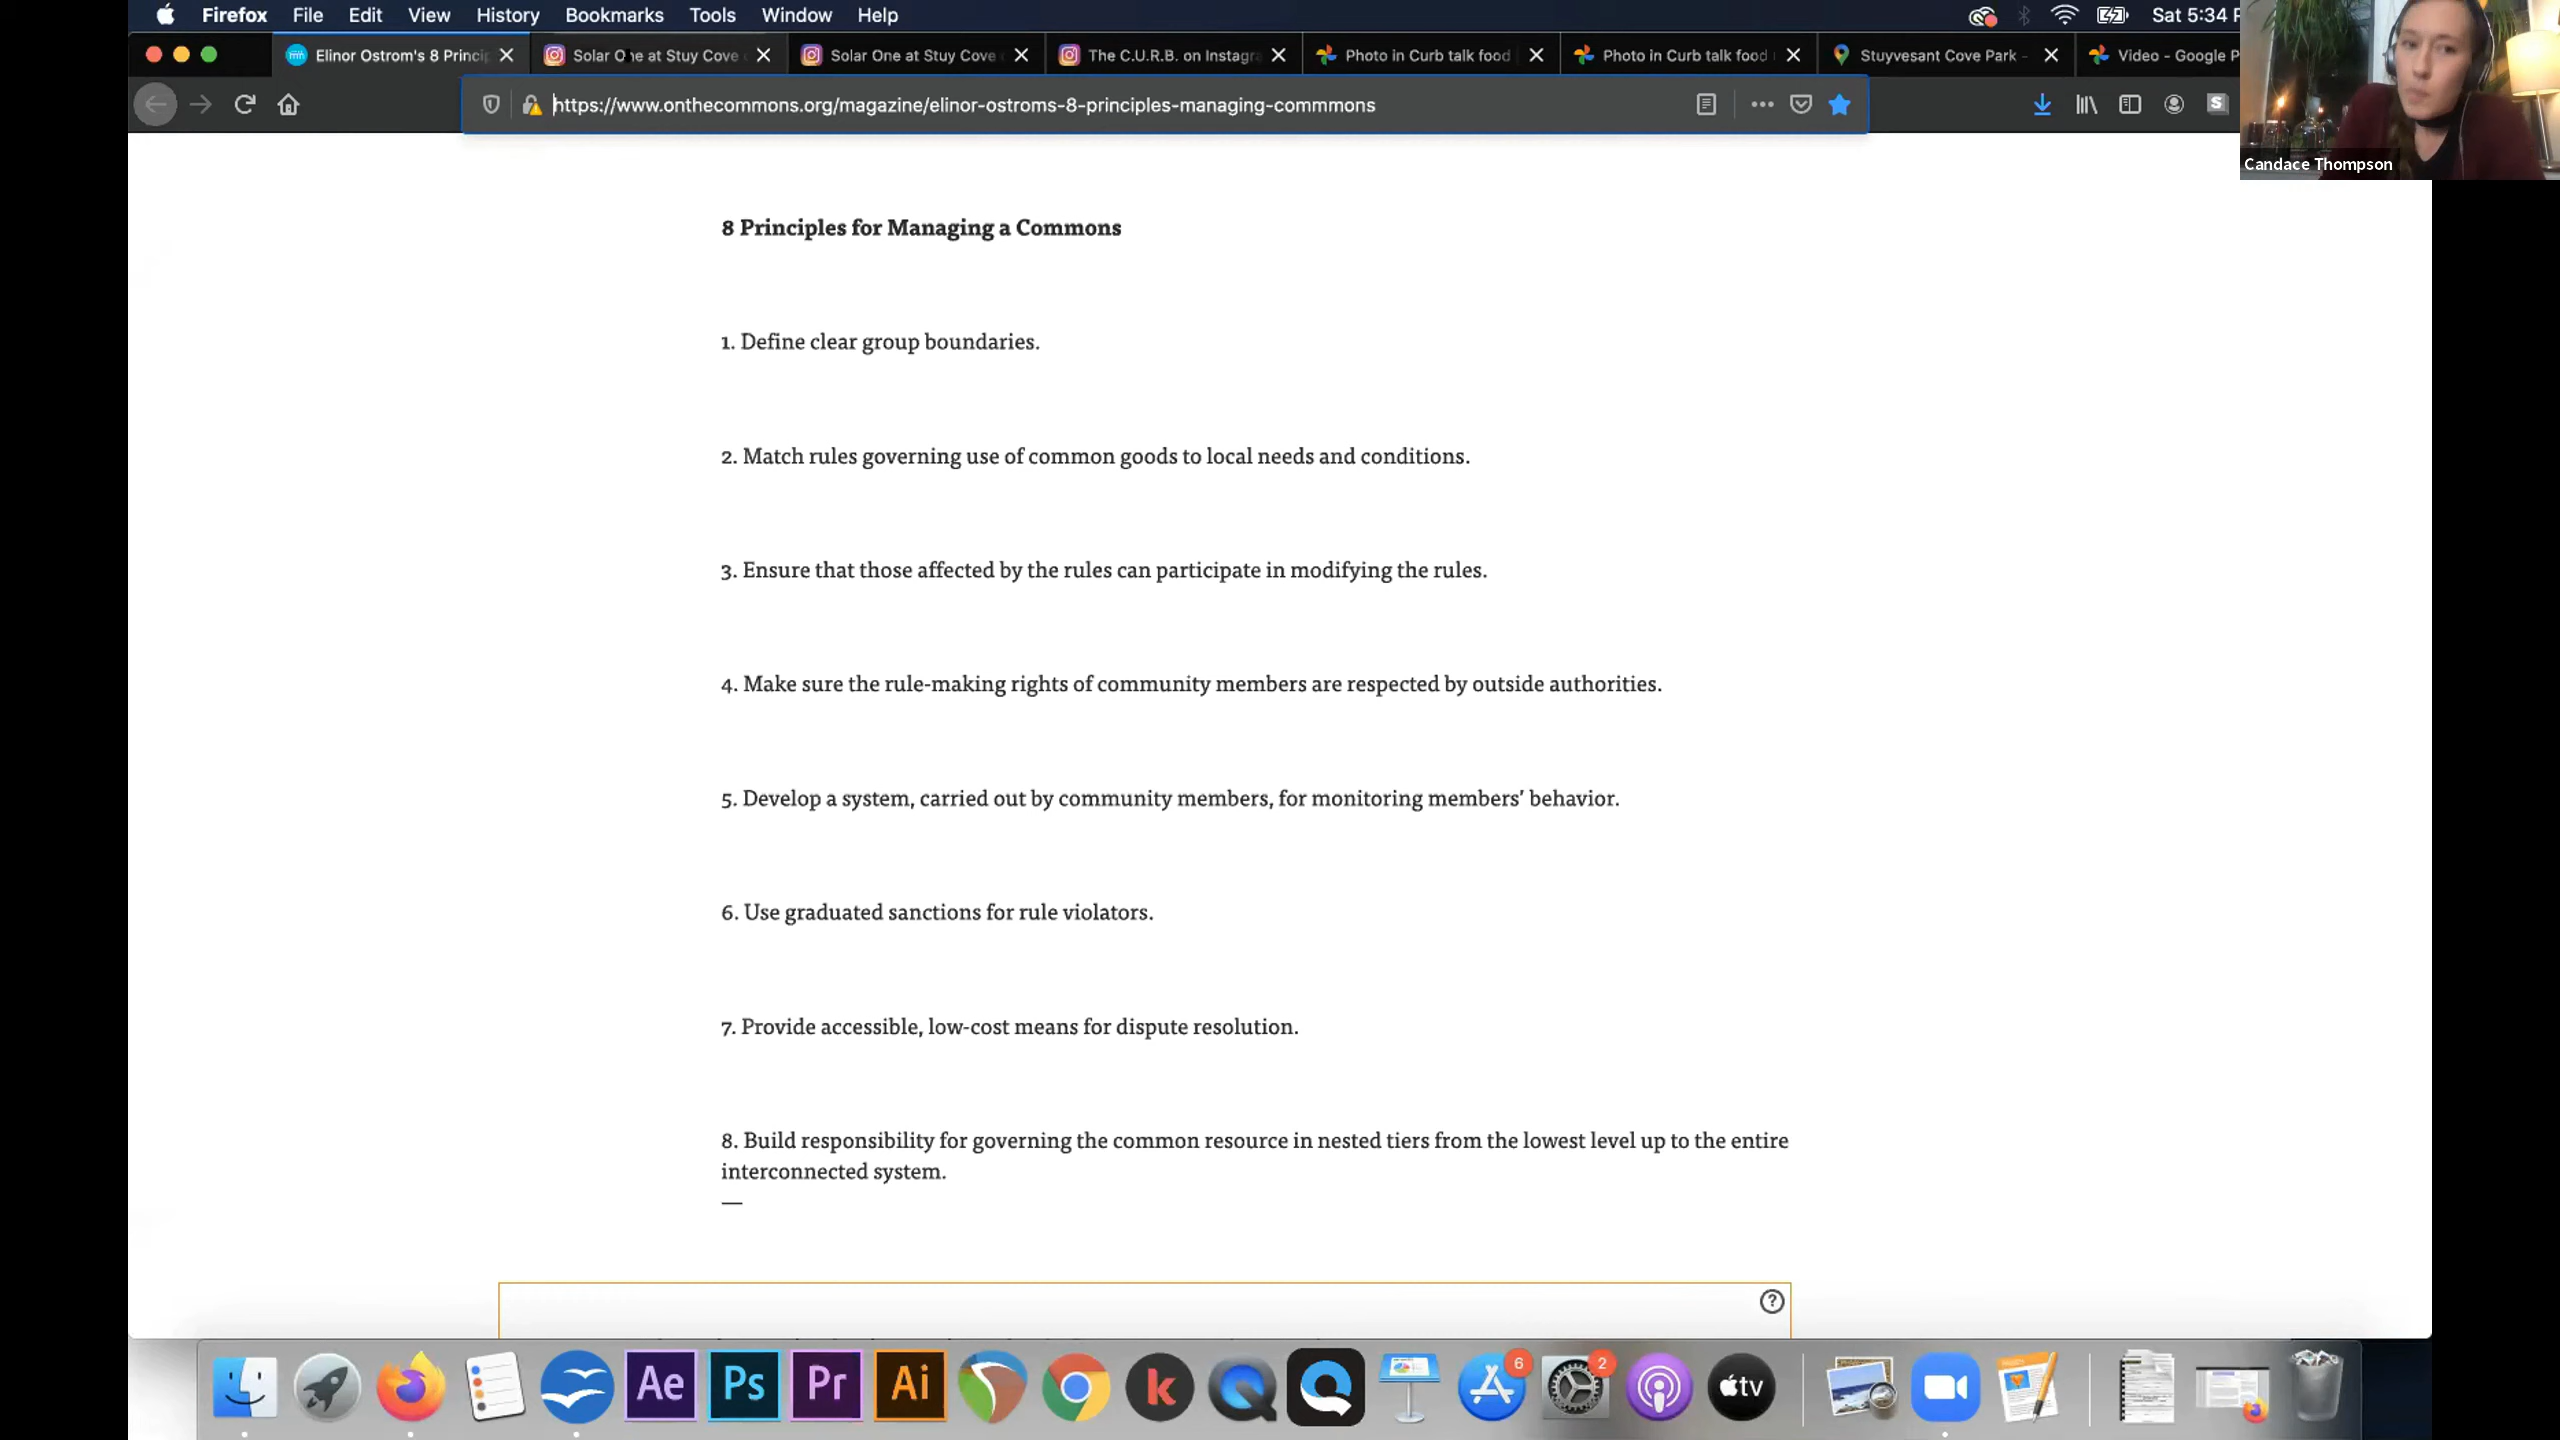 Firefox File Edit View History Bookmarks Tools Window Help
Sat 5:34
Elinor Ostrom's 8 Princi
Solar One at Stuy Cove
Solar One at Stuy Cove
The C.U.R.B. on Instagra
Photo in Curb talk food
Photo in Curb talk food
Stuyvesant Cove Park -
Video - Google P
https://www.onthecommons.org/magazine/elinor-ostroms-8-principles-managing-commmons
S
Candace Thompson
8 Principles for Managing a Commons
1. Define clear group boundaries.
2. Match rules governing use of common goods to local needs and conditions.
3. Ensure that those affected by the rules can participate in modifying the rules.
4. Make sure the rule-making rights of community members are respected by outside authorities.
5. Develop a system, carried out by community members, for monitoring members’ behavior.
6. Use graduated sanctions for rule violators.
7. Provide accessible, low-cost means for dispute resolution.
8. Build responsibility for governing the common resource in nested tiers from the lowest level up to the entire
interconnected system.
—
?
Ae Ps Pr Ai k 6 2 tv